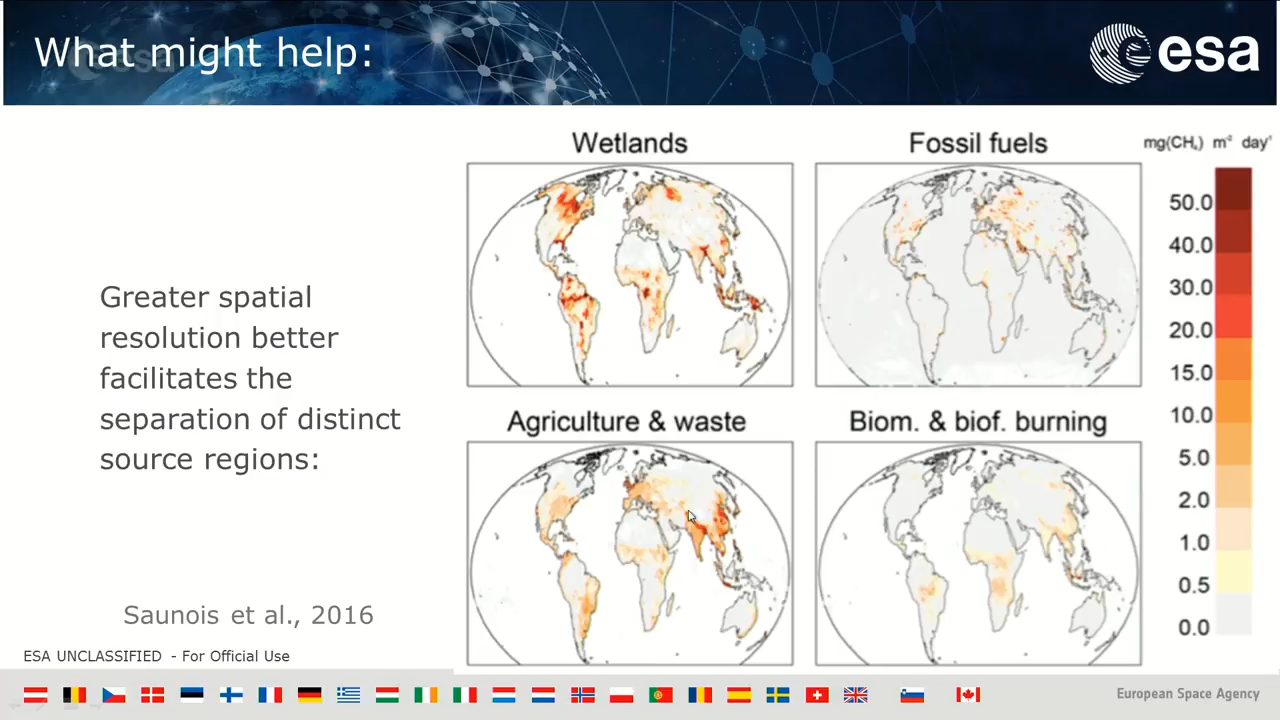 What might help:
esa
Greater spatial
resolution better
facilitates the
separation of distinct
source regions:
Saunois et al., 2016
Wetlands
Fossil fuels
mg(CH₄) m⁻² day⁻¹
50.0
40.0
30.0
20.0
15.0
10.0
5.0
2.0
1.0
0.5
0.0
Agriculture & waste
Biom. & biof. burning
ESA UNCLASSIFIED - For Official Use
European Space Agency